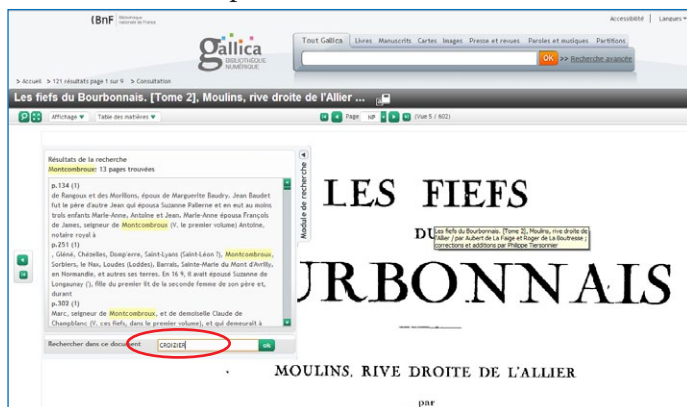 {BnF Bibliothèque nationale de France
Accessibilité | Langues
Gallica
BIBLIOTHÈQUE
NUMÉRIQUE
Tout Gallica Livres Manuscrits Cartes Images Presse et revues Paroles et musiques Partitions
OK >> Recherche avancée
> Accueil > 121 résultats page 1 sur 9 > Consultation
Les fiefs du Bourbonnais. [Tome 2], Moulins, rive droite de l'Allier ...
Affichage Table des matières Page NP (Vue 5 / 602)
Résultats de la recherche
Montcombroux: 13 pages trouvées
p.134 (1)
de Rangoux et des Morillons, époux de Marguerite Baudry. Jean Baudet
fut le père d'autre Jean qui épousa Suzanne Pallerne et en eut au moins
trois enfants Marie-Anne, Antoine et Jean. Marie-Anne épousa François
de James, seigneur de Montcombroux (V. le premier volume) Antoine,
notaire royal à
p.251 (1)
, Gléné, Chézelles, Dompierre, Saint-Lyans (Saint-Léon ?), Montcombroux,
Sorbiers, le Nax, Loudes (Loddes), Barrais, Sainte-Marie du Mont d'Avrilly,
en Normandie, et autres ses terres. En 16 9, il avait épousé Suzanne de
Longaunay (), fille du premier lit de la seconde femme de son père et,
durant
p.302 (1)
Marc, seigneur de Montcombroux, et de demoiselle Claude de
Champblanc (V. ces fiefs, dans le premier volume), et qui demeurait à
Rechercher dans ce document CROIZIER ok
Module de recherche
LES FIEFS
DU
Les fiefs du Bourbonnais. [Tome 2], Moulins, rive droite de
l'Allier / par Aubert de La Faige et Roger de La Boutresse ;
corrections et additions par Philippe Tiersonnier
URBONNAIS
MOULINS, RIVE DROITE DE L'ALLIER
par